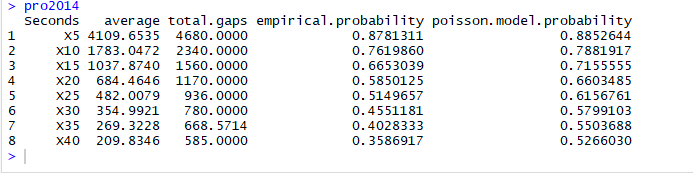 > pro2014
Seconds average total.gaps empirical.probability poisson.model.probability
1 X5 4109.6535 4680.0000 0.8781311 0.8852644
2 X10 1783.0472 2340.0000 0.7619860 0.7881917
3 X15 1037.8740 1560.0000 0.6653039 0.7155555
4 X20 684.4646 1170.0000 0.5850125 0.6603485
5 X25 482.0079 936.0000 0.5149657 0.6156761
6 X30 354.9921 780.0000 0.4551181 0.5799103
7 X35 269.3228 668.5714 0.4028333 0.5503688
8 X40 209.8346 585.0000 0.3586917 0.5266030
>